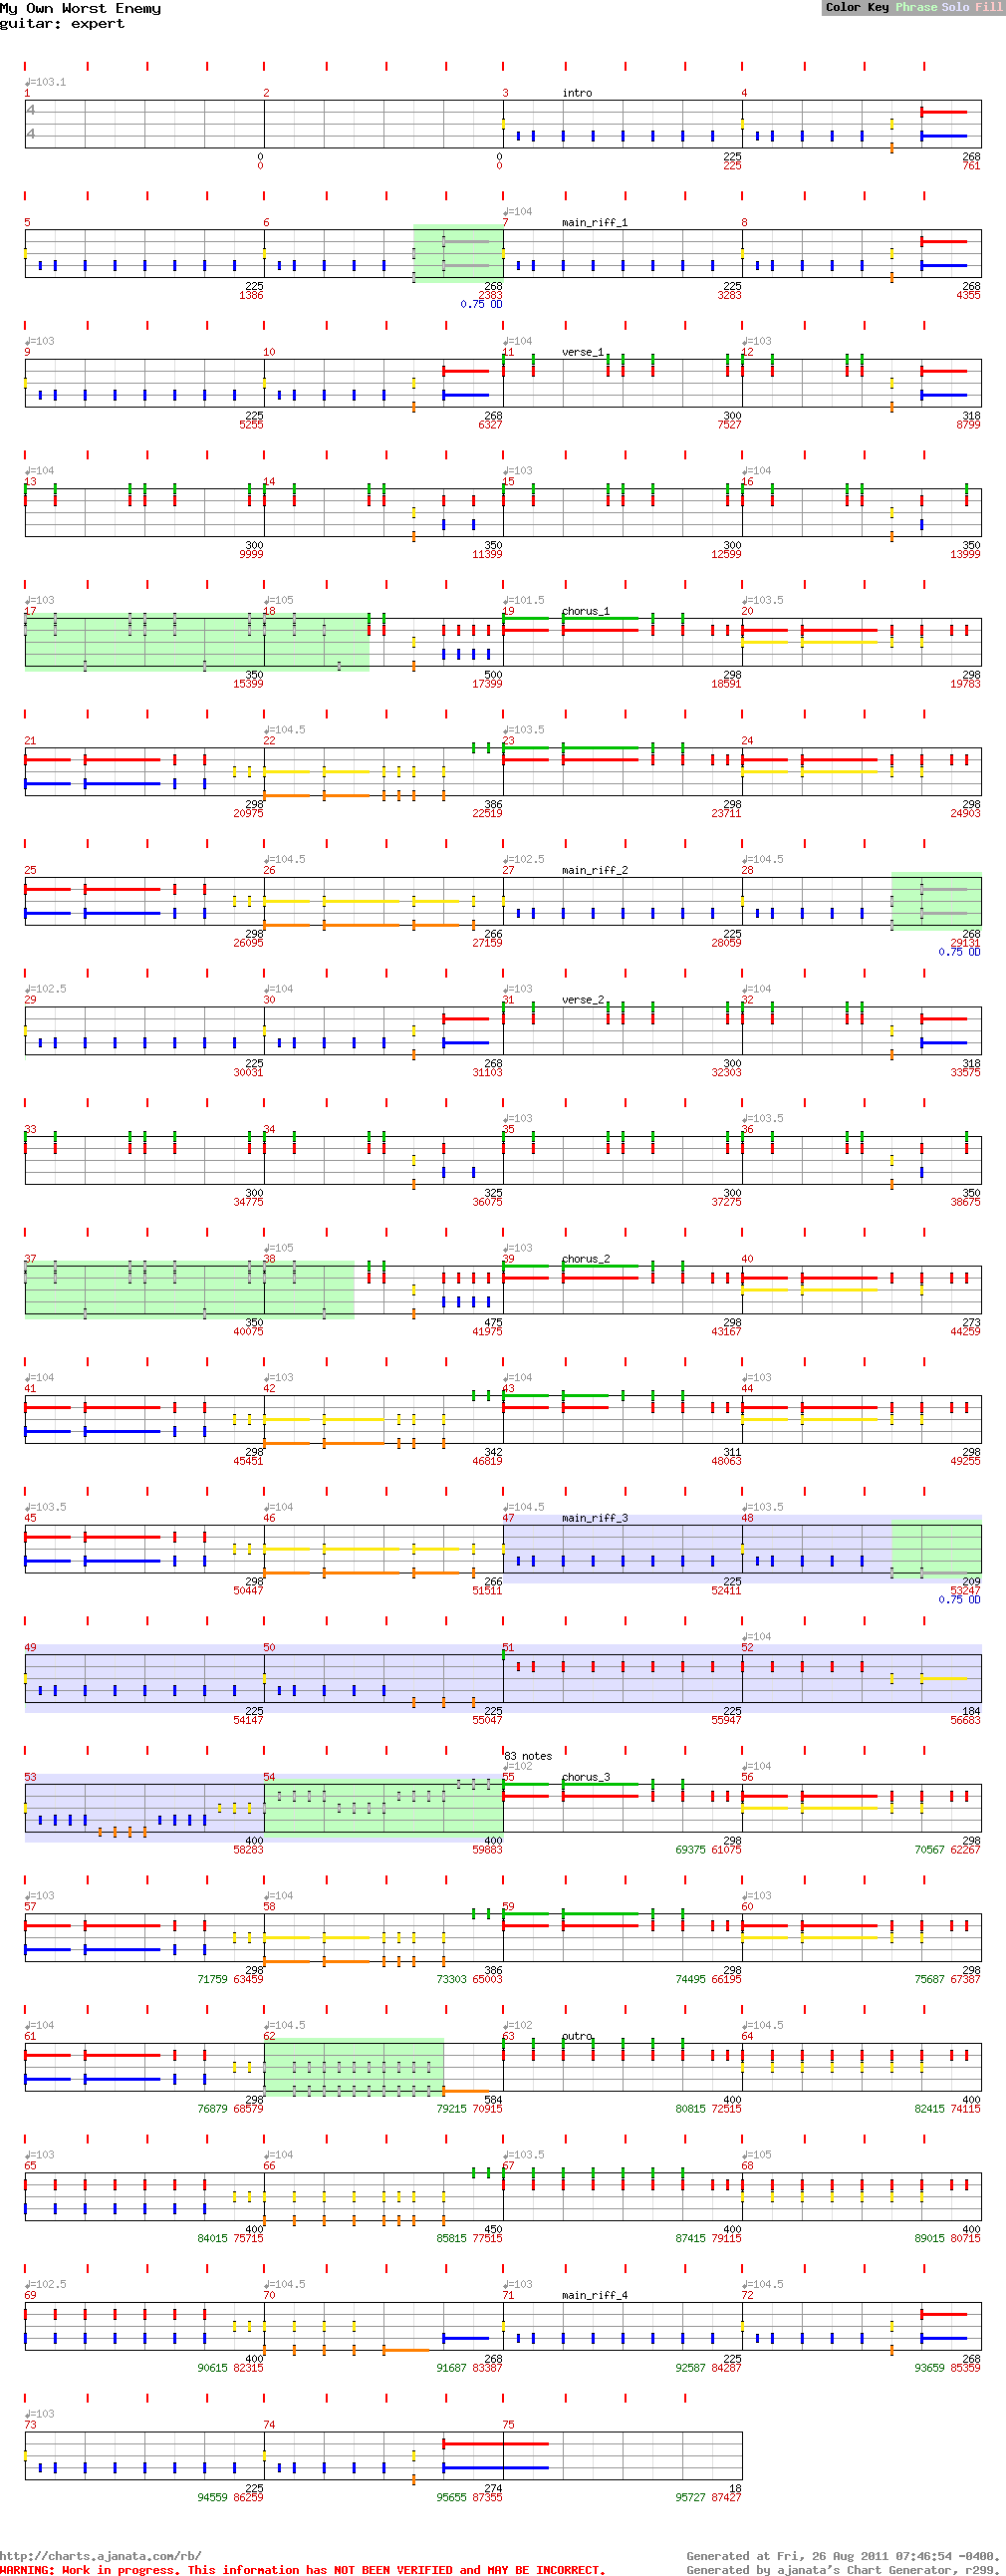 My Own Worst Enemy
guitar: expert
Color Key Phrase Solo Fill
♩=103.1
1 2 3 intro 4
4
4
0 0 225 268
0 0 225 761
♩=104
5 6 7 main_riff_1 8
225 268 225 268
1386 2383 3283 4355
0.75 OD
♩=103 ♩=104 ♩=103
9 10 11 verse_1 12
225 268 300 318
5255 6327 7527 8799
♩=104 ♩=103 ♩=104
13 14 15 16
300 350 300 350
9999 11399 12599 13999
♩=103 ♩=105 ♩=101.5 ♩=103.5
17 18 19 chorus_1 20
350 500 298 298
15399 17399 18591 19783
♩=104.5 ♩=103.5
21 22 23 24
298 386 298 298
20975 22519 23711 24903
♩=104.5 ♩=102.5 ♩=104.5
25 26 27 main_riff_2 28
298 266 225 268
26095 27159 28059 29131
0.75 OD
♩=102.5 ♩=104 ♩=103 ♩=104
29 30 31 verse_2 32
225 268 300 318
30031 31103 32303 33575
♩=103 ♩=103.5
33 34 35 36
300 325 300 350
34775 36075 37275 38675
♩=105 ♩=103
37 38 39 chorus_2 40
350 475 298 273
40075 41975 43167 44259
♩=104 ♩=103 ♩=104 ♩=103
41 42 43 44
298 342 311 298
45451 46819 48063 49255
♩=103.5 ♩=104 ♩=104.5 ♩=103.5
45 46 47 main_riff_3 48
298 266 225 209
50447 51511 52411 53247
0.75 OD
♩=104
49 50 51 52
225 225 225 184
54147 55047 55947 56683
83 notes
♩=102 ♩=104
53 54 55 chorus_3 56
400 400 298 298
58283 59883 69375 61075 70567 62267
♩=103 ♩=104 ♩=103
57 58 59 60
298 386 298 298
71759 63459 73303 65003 74495 66195 75687 67387
♩=104 ♩=104.5 ♩=102 ♩=104.5
61 62 63 outro 64
298 584 400 400
76879 68579 79215 70915 80815 72515 82415 74115
♩=103 ♩=104 ♩=103.5 ♩=105
65 66 67 68
400 450 400 400
84015 75715 85815 77515 87415 79115 89015 80715
♩=102.5 ♩=104.5 ♩=103 ♩=104.5
69 70 71 main_riff_4 72
400 268 225 268
90615 82315 91687 83387 92587 84287 93659 85359
♩=103
73 74 75
225 274 18
94559 86259 95655 87355 95727 87427
http://charts.ajanata.com/rb/
Generated at Fri, 26 Aug 2011 07:46:54 -0400.
WARNING: Work in progress. This information has NOT BEEN VERIFIED and MAY BE INCORRECT.
Generated by ajanata's Chart Generator, r299.